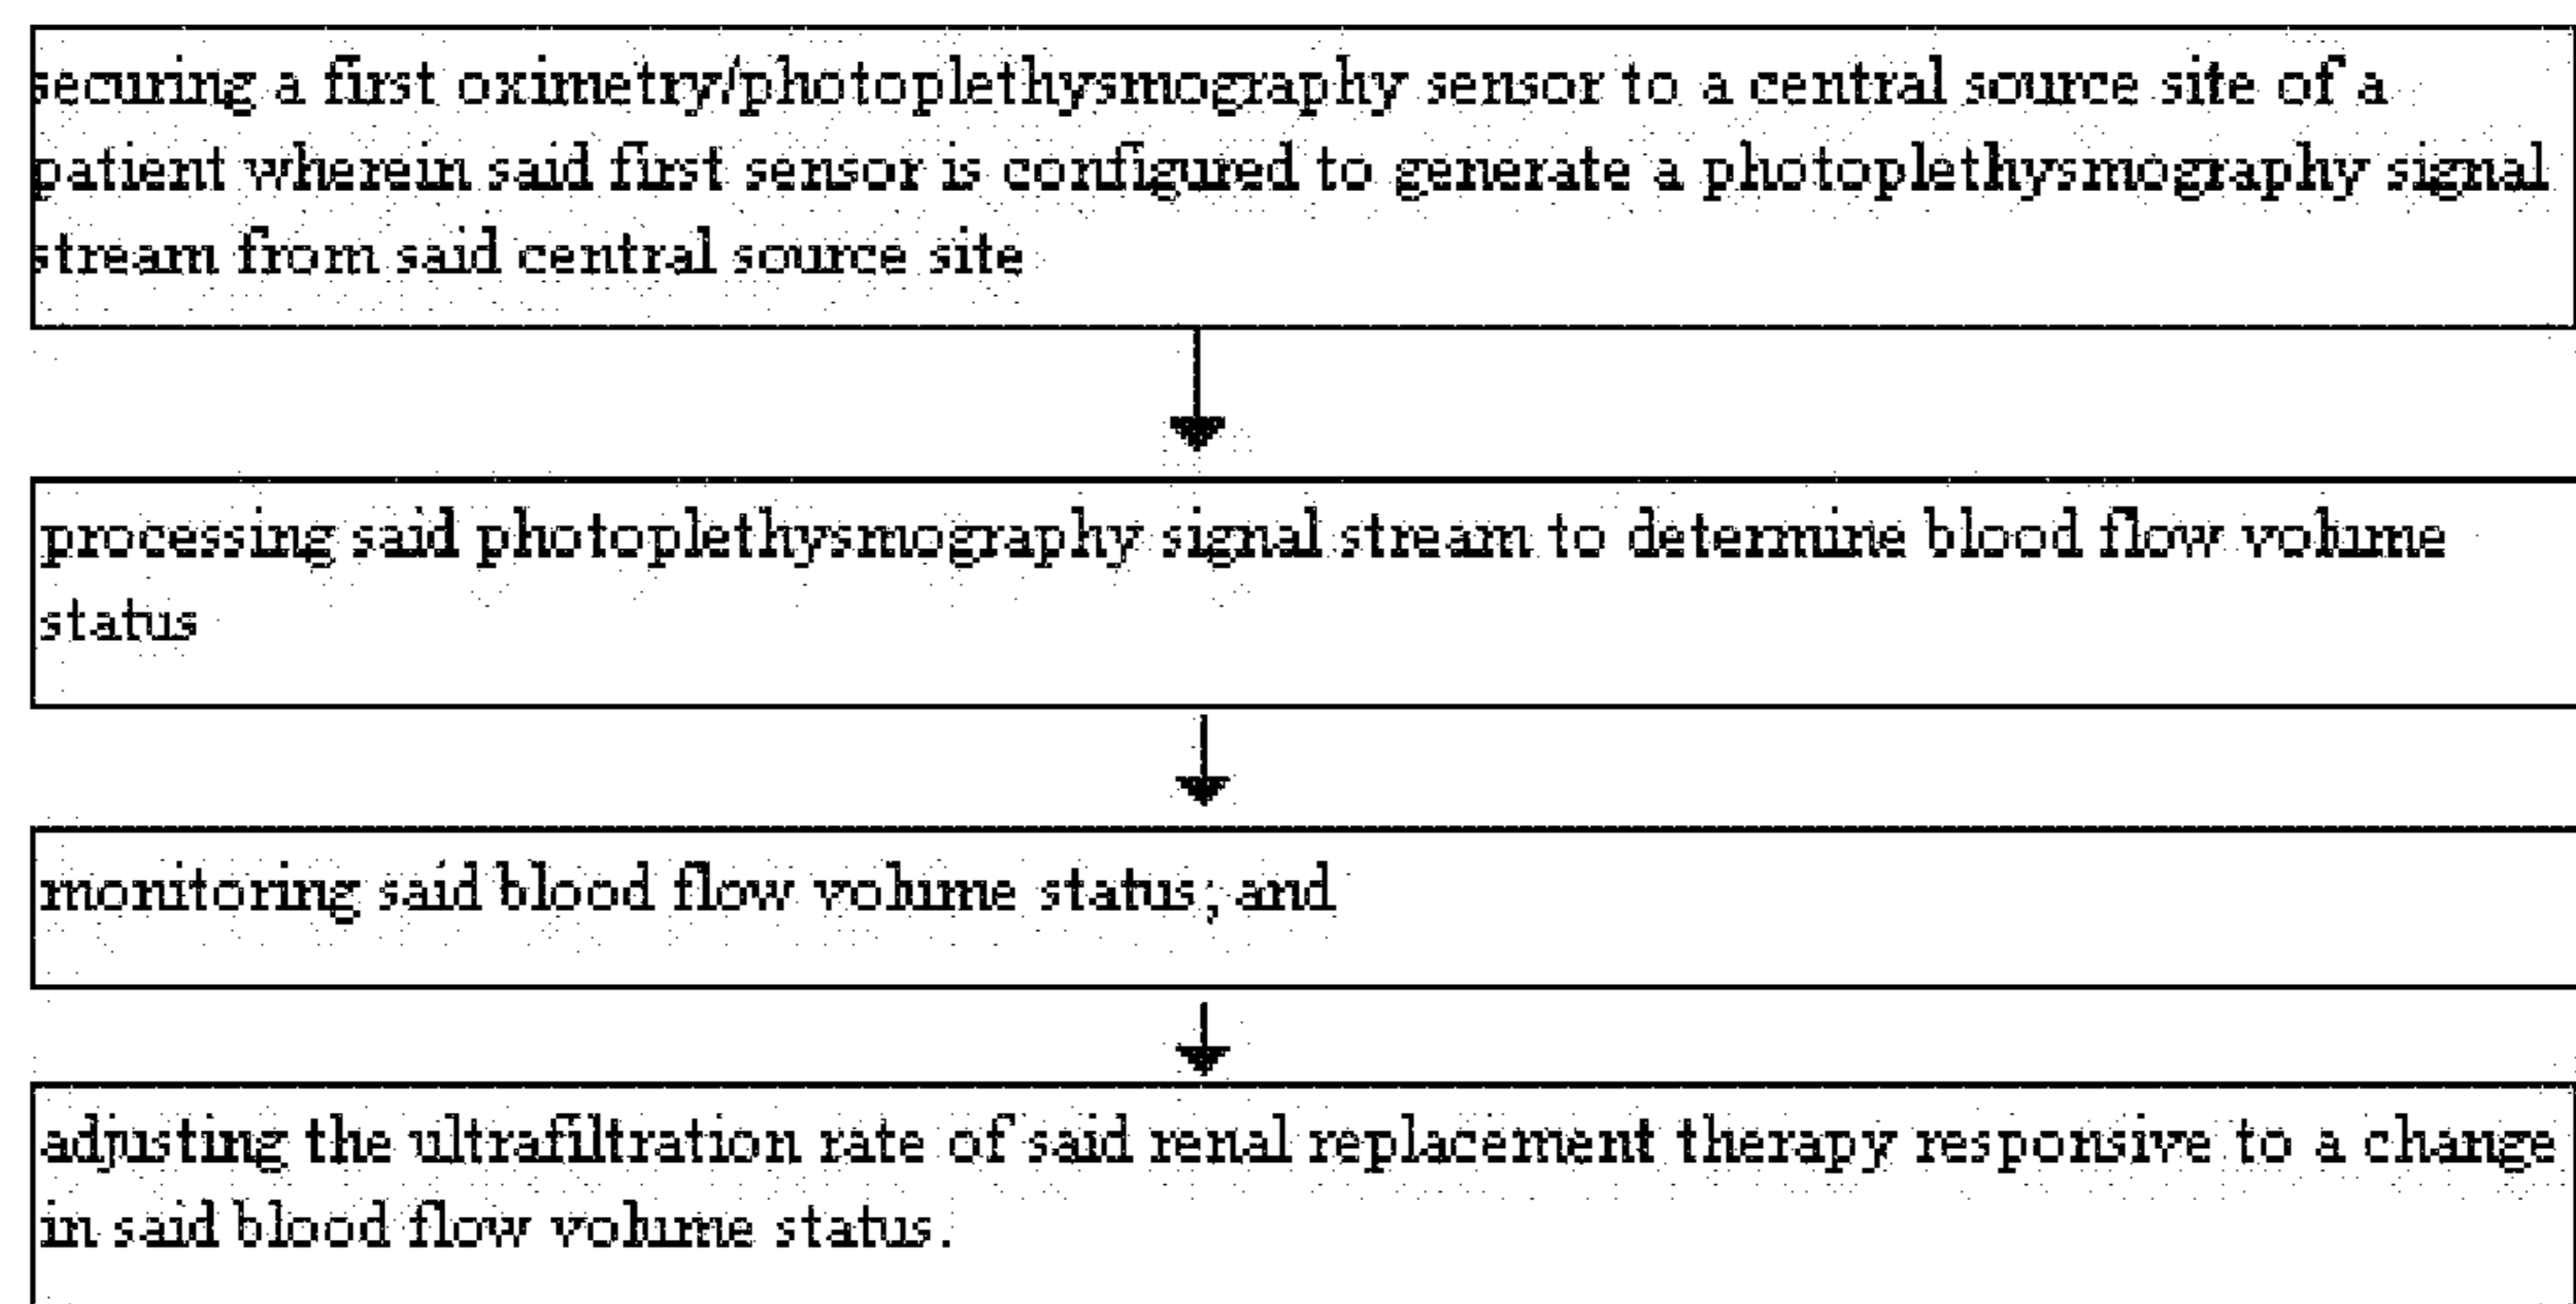 securing a first oximetry/photoplethysmography sensor to a central source site of a
patient wherein said first sensor is configured to generate a photoplethysmography signal
stream from said central source site
processing said photoplethysmography signal stream to determine blood flow volume
status
monitoring said blood flow volume status; and
adjusting the ultrafiltration rate of said renal replacement therapy responsive to a change
in said blood flow volume status.